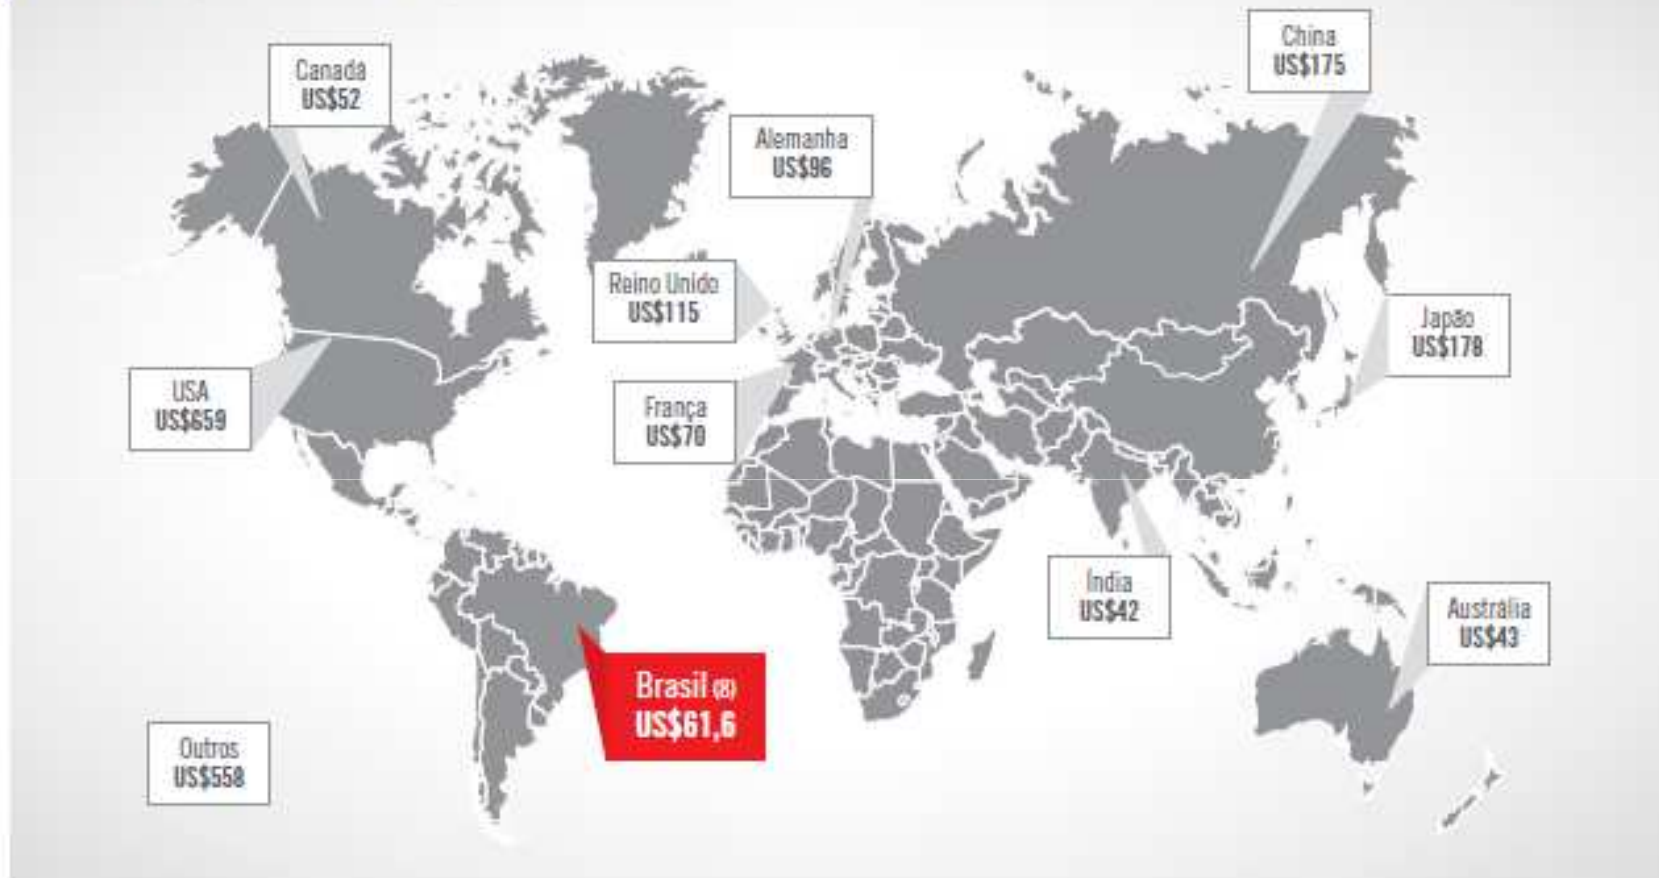 Canadá
US$52
China
US$175
Alemanha
US$96
Reino Unido
US$115
Japão
US$178
USA
US$659
França
US$70
Índia
US$42
Austrália
US$43
Brasil (8)
US$61,6
Outros
US$558